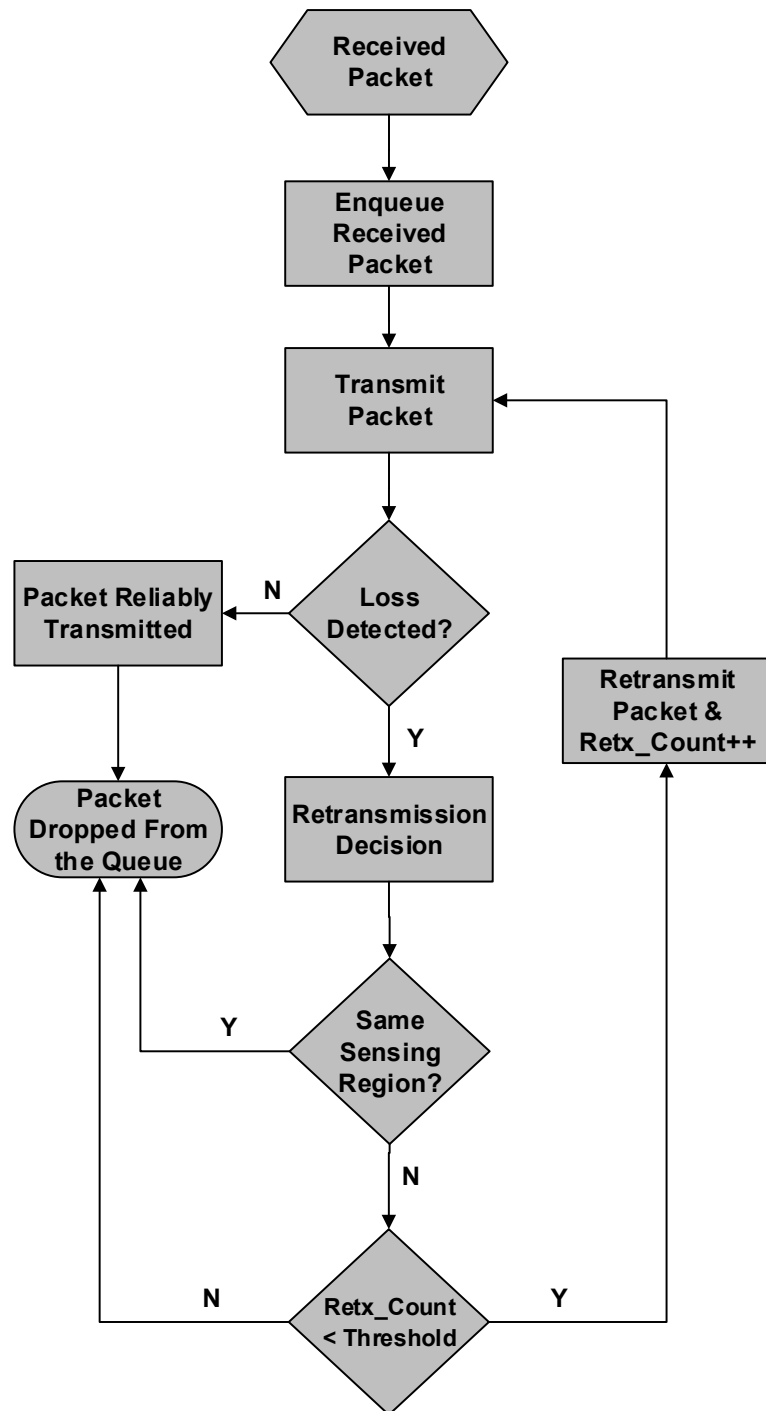 Received
Packet
Enqueue
Received
Packet
Transmit
Packet
Loss
Detected?
N
Packet Reliably
Transmitted
Y
Retransmit
Packet &
Retx_Count++
Packet
Dropped From
the Queue
Retransmission
Decision
Same
Sensing
Region?
Y
N
Retx_Count
< Threshold
N
Y